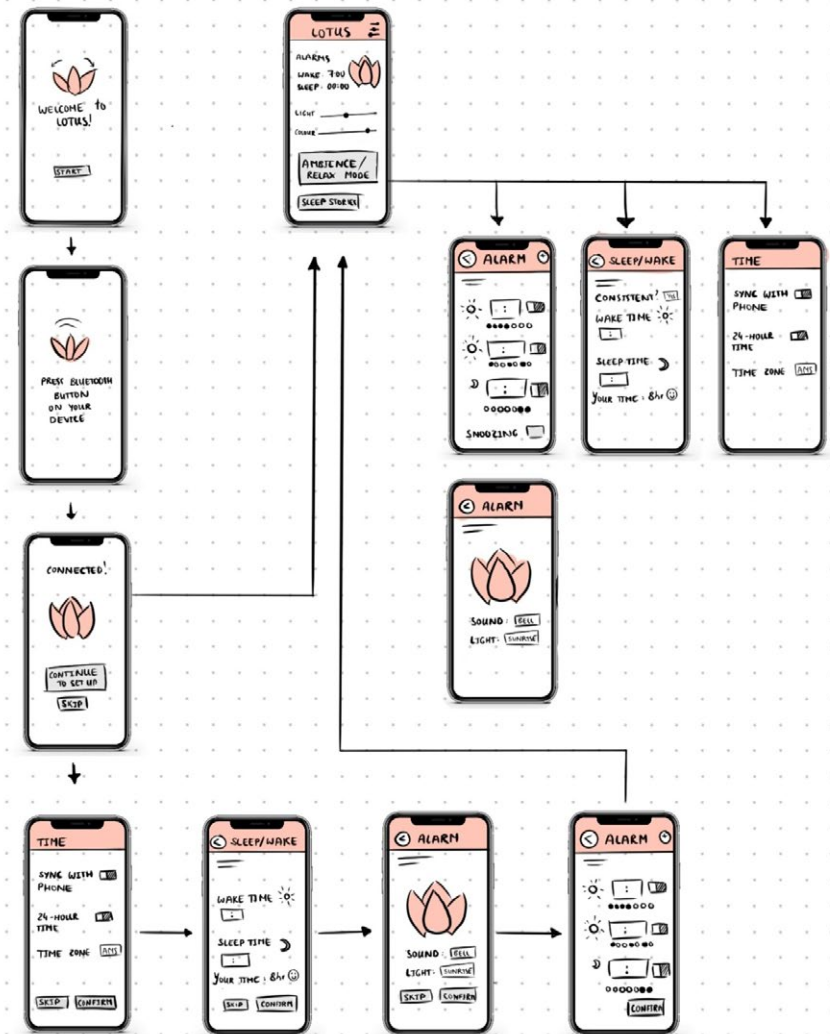 WELCOME to
LOTUS!
START
PRESS BLUETOOTH
BUTTON
ON YOUR
DEVICE
CONNECTED!
CONTINUE
TO SET UP
SKIP
LOTUS
ALARMS
WAKE: 7:00
SLEEP: 00:00
LIGHT
COLOUR
AMBIENCE/
RELAX MODE
SLEEP STORIES
< ALARM +
:
:
:
SNOOZING
< SLEEP/WAKE
CONSISTENT?
WAKE TIME
:
SLEEP TIME
:
YOUR TIME: 8hr
TIME
SYNC WITH
PHONE
24-HOUR
TIME
TIME ZONE AMS
< ALARM
SOUND: BELL
LIGHT: SUNRISE
TIME
SYNC WITH
PHONE
24-HOUR
TIME
TIME ZONE AMS
SKIP CONFIRM
< SLEEP/WAKE
WAKE TIME
:
SLEEP TIME
:
YOUR TIME: 8hr
SKIP CONFIRM
< ALARM
SOUND: BELL
LIGHT: SUNRISE
SKIP CONFIRM
< ALARM +
:
:
:
CONFIRM